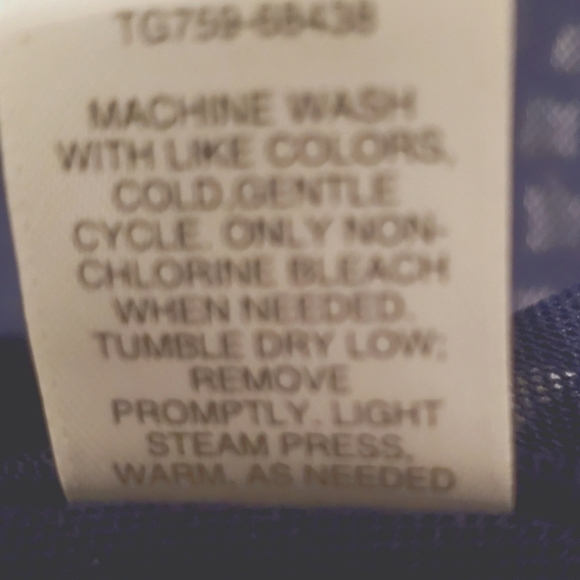 TG759-68438
MACHINE WASH
WITH LIKE COLORS,
COLD,GENTLE
CYCLE. ONLY NON-
CHLORINE BLEACH
WHEN NEEDED.
TUMBLE DRY LOW;
REMOVE
PROMPTLY. LIGHT
STEAM PRESS,
WARM, AS NEEDED